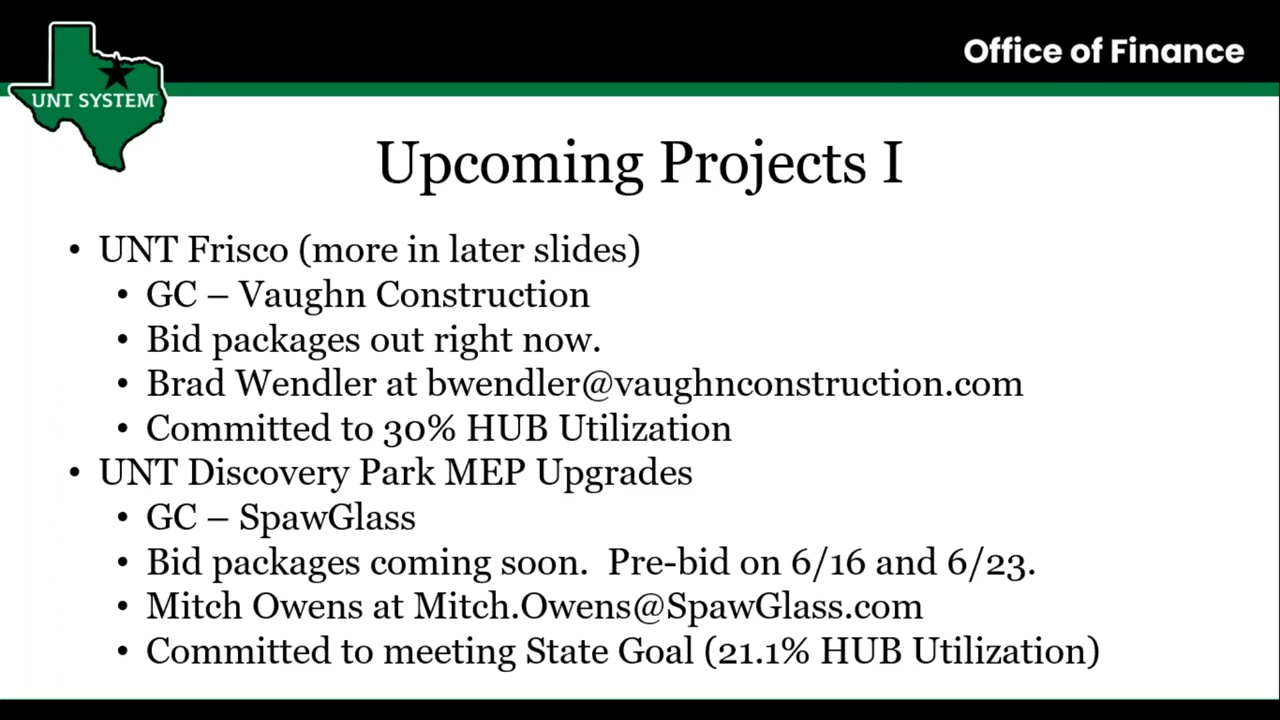 Office of Finance
UNT SYSTEM
Upcoming Projects I
• UNT Frisco (more in later slides)
• GC – Vaughn Construction
• Bid packages out right now.
• Brad Wendler at bwendler@vaughnconstruction.com
• Committed to 30% HUB Utilization
• UNT Discovery Park MEP Upgrades
• GC – SpawGlass
• Bid packages coming soon.  Pre-bid on 6/16 and 6/23.
• Mitch Owens at Mitch.Owens@SpawGlass.com
• Committed to meeting State Goal (21.1% HUB Utilization)